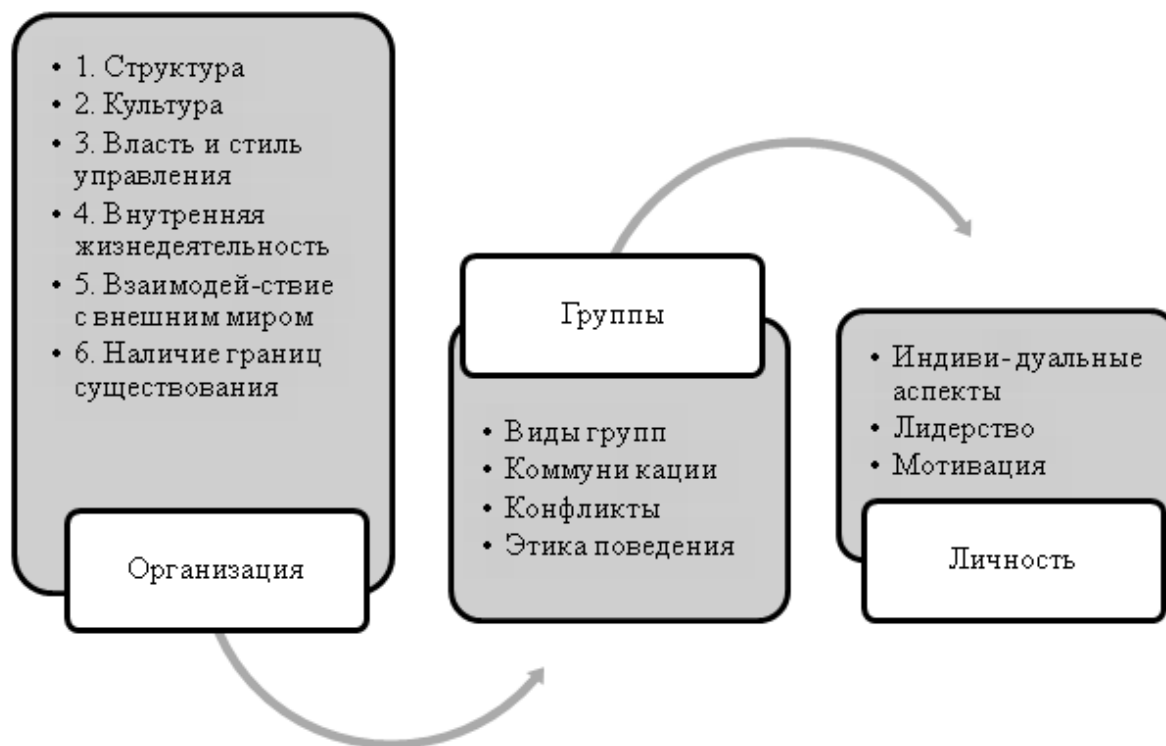 • 1. Структура
• 2. Культура
• 3. Власть и стиль
управления
• 4. Внутренняя
жизнедеятельность
• 5. Взаимодей-ствие
с внешним миром
• 6. Наличие границ
существования
Организация
Группы
• Виды групп
• Коммуни кации
• Конфликты
• Этика поведения
• Индиви- дуальные
аспекты
• Лидерство
• Мотивация
Личность